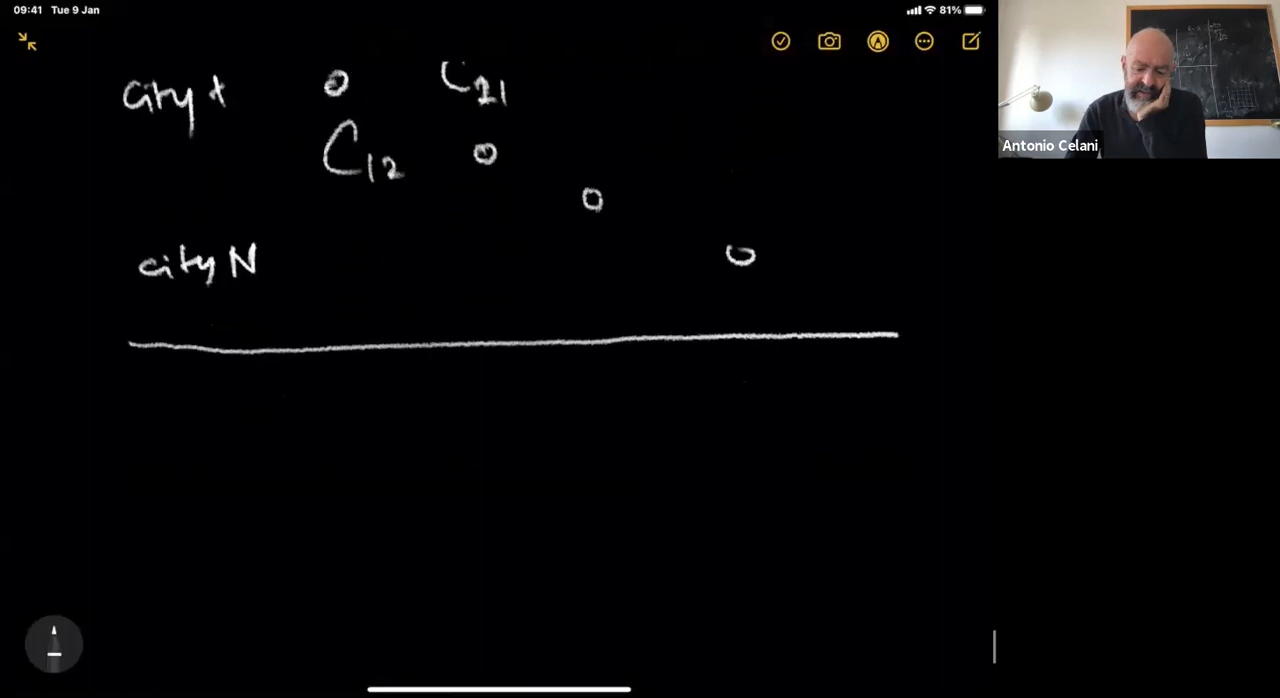 09:41 Tue 9 Jan 81%
City 1 0 C21
C12 0
0
city N 0
Antonio Celani